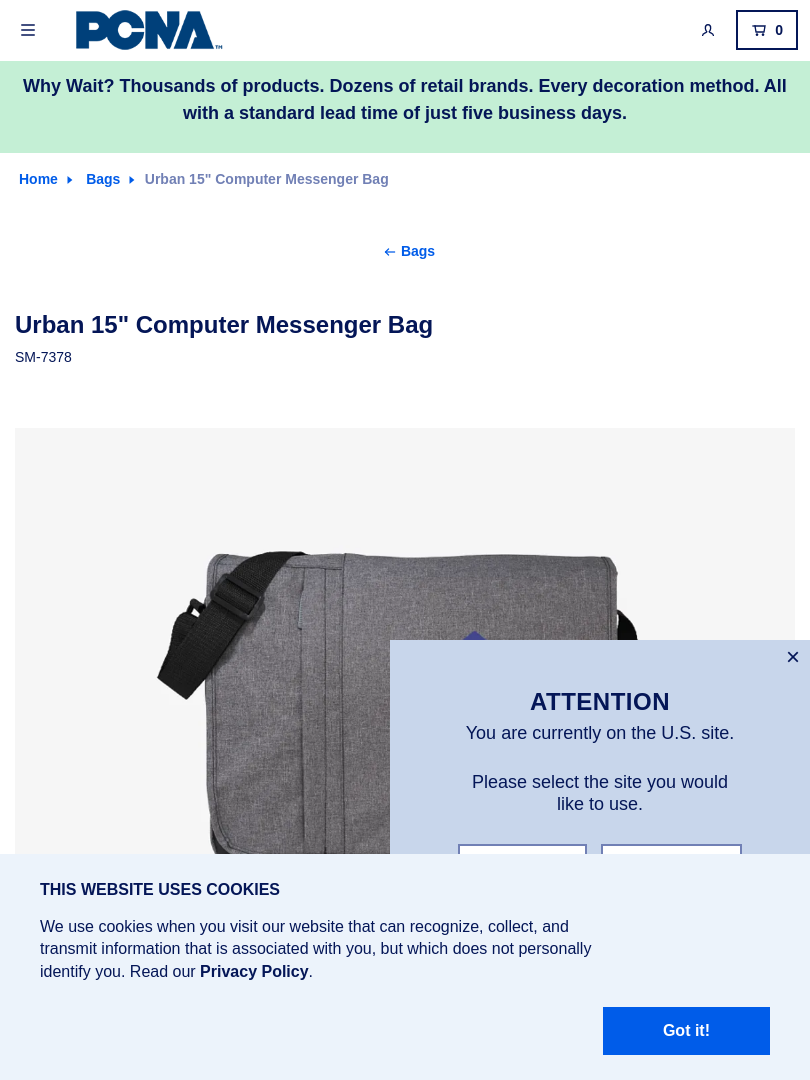 PCNA™
0
Why Wait? Thousands of products. Dozens of retail brands. Every decoration method. All
with a standard lead time of just five business days.
Home Bags Urban 15" Computer Messenger Bag
Bags
Urban 15" Computer Messenger Bag
SM-7378
ATTENTION
You are currently on the U.S. site.
Please select the site you would
like to use.
THIS WEBSITE USES COOKIES
We use cookies when you visit our website that can recognize, collect, and
transmit information that is associated with you, but which does not personally
identify you. Read our Privacy Policy.
Got it!